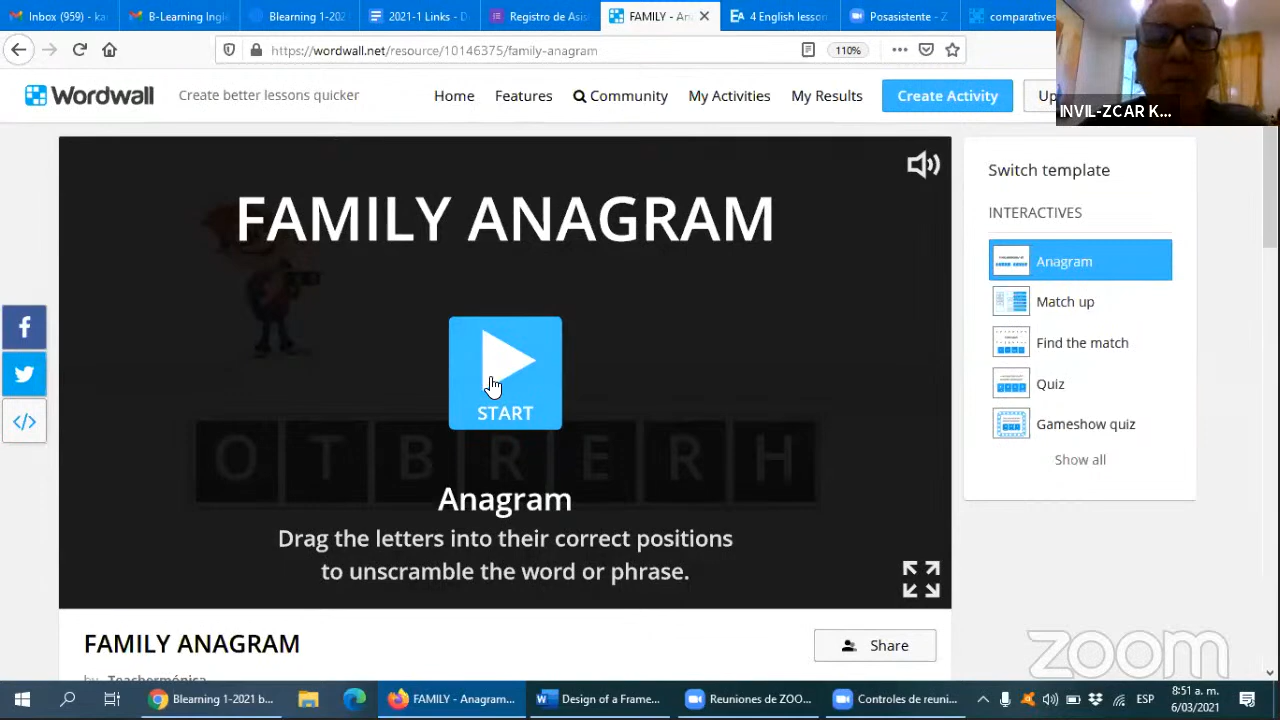 Inbox (959) - ka
B-Learning Inglé
Blearning 1-202
2021-1 Links - D
Registro de Asis
FAMILY - An
4 English lesson
Posasistente - Z
comparatives
https://wordwall.net/resource/10146375/family-anagram
110%
Wordwall
Create better lessons quicker
Home
Features
Community
My Activities
My Results
Create Activity
Up
INVIL-ZCAR K...
FAMILY ANAGRAM
START
O T B R E R H
Anagram
Drag the letters into their correct positions
to unscramble the word or phrase.
Switch template
INTERACTIVES
Anagram
Match up
Find the match
Quiz
Gameshow quiz
Show all
FAMILY ANAGRAM
Share
by Teachermónica
zoom
Blearning 1-2021 b...
FAMILY - Anagram...
Design of a Frame...
Reuniones de ZOO...
Controles de reuni...
ESP
8:51 a. m.
6/03/2021